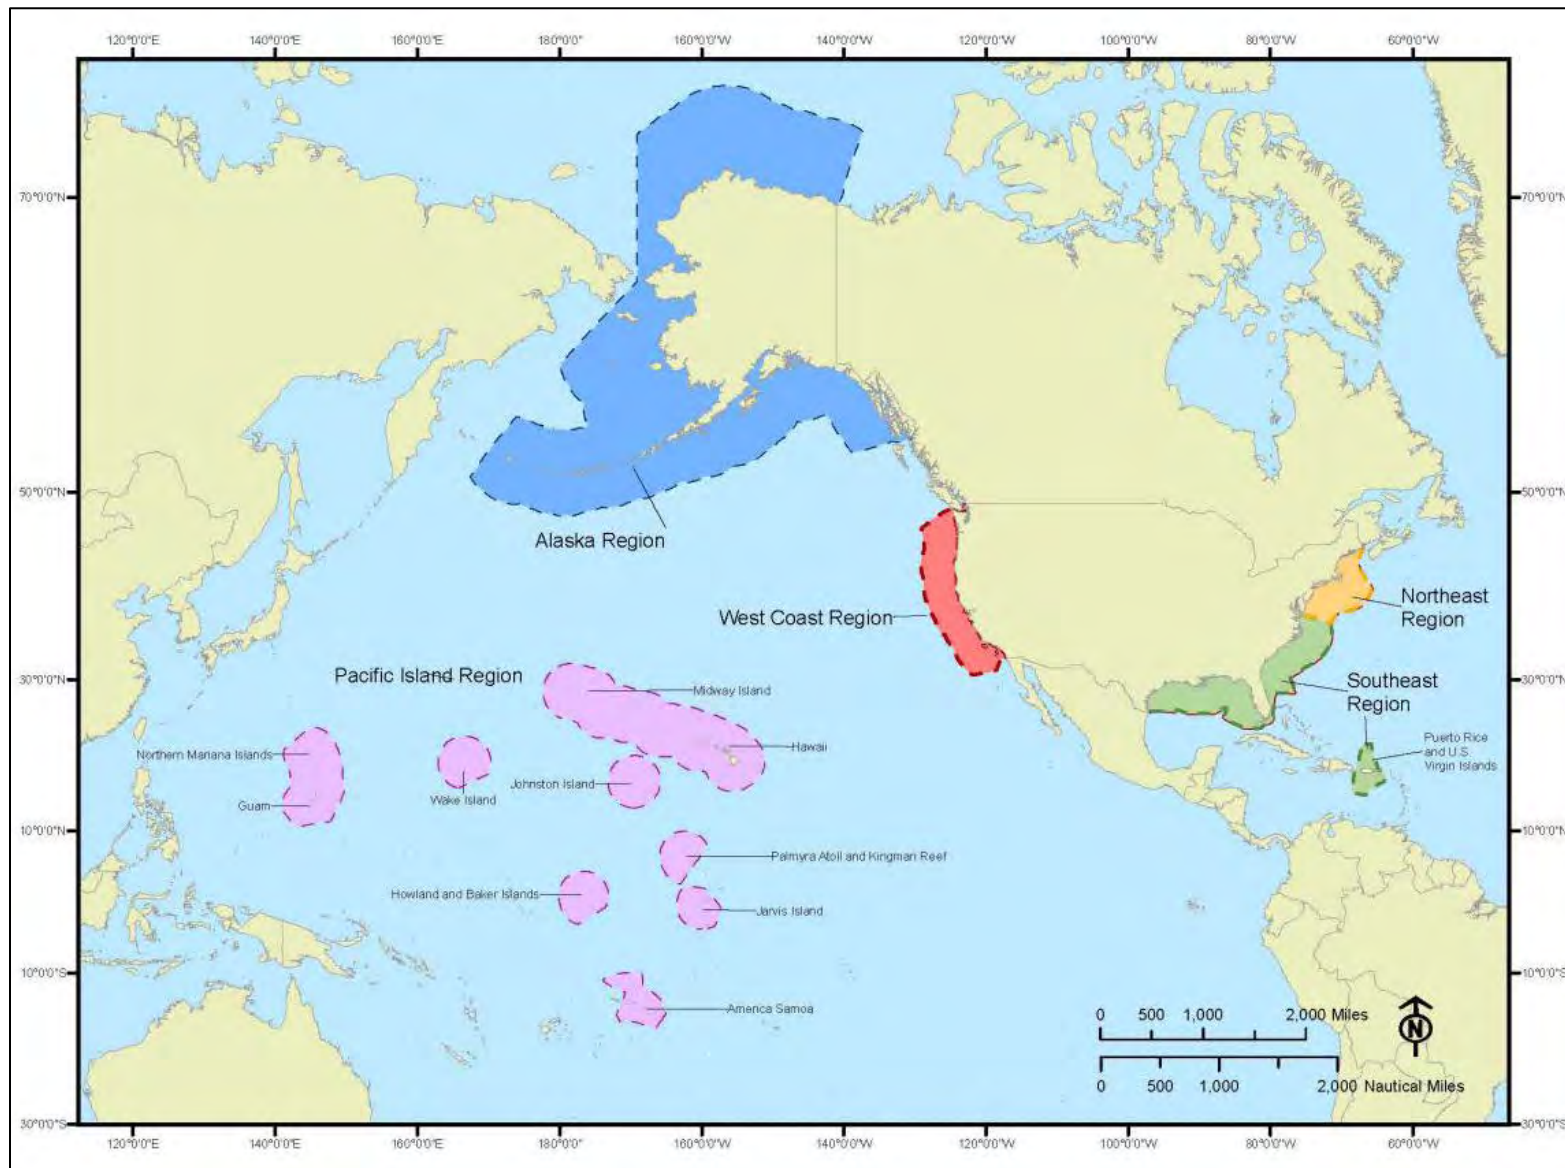 120°0'0"E 140°0'0"E 160°0'0"E 180°0'0" 160°0'0"W 140°0'0"W 120°0'0"W 100°0'0"W 80°0'0"W 60°0'0"W
70°0'0"N 70°0'0"N
50°0'0"N 50°0'0"N
Alaska Region
Northeast
Region
West Coast Region
Pacific Island Region
30°0'0"N 30°0'0"N
Southeast
Region
Midway Island
Puerto Rice
and U.S.
Virgin Islands
Northern Mariana Islands
Hawaii
Johnston Island
Wake Island
Guam
10°0'0"N 10°0'0"N
Palmyra Atoll and Kingman Reef
Howland and Baker Islands
Jarvis Island
10°0'0"S 10°0'0"S
America Samoa
0 500 1,000 2,000 Miles
N
0 500 1,000 2,000 Nautical Miles
30°0'0"S 30°0'0"S
120°0'0"E 140°0'0"E 160°0'0"E 180°0'0" 160°0'0"W 140°0'0"W 120°0'0"W 100°0'0"W 80°0'0"W 60°0'0"W